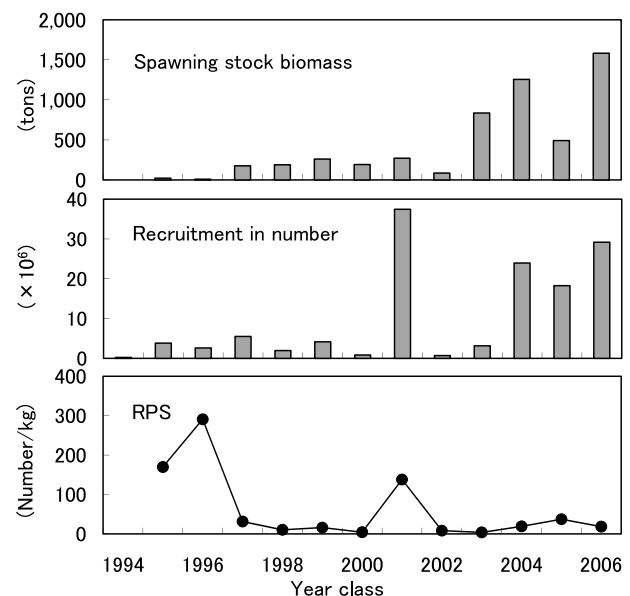 2,000
1,500
1,000
500
0
(tons)
Spawning stock biomass
40
30
20
10
0
(×10⁶)
Recruitment in number
400
300
200
100
0
(Number/kg)
RPS
1994 1996 1998 2000 2002 2004 2006
Year class